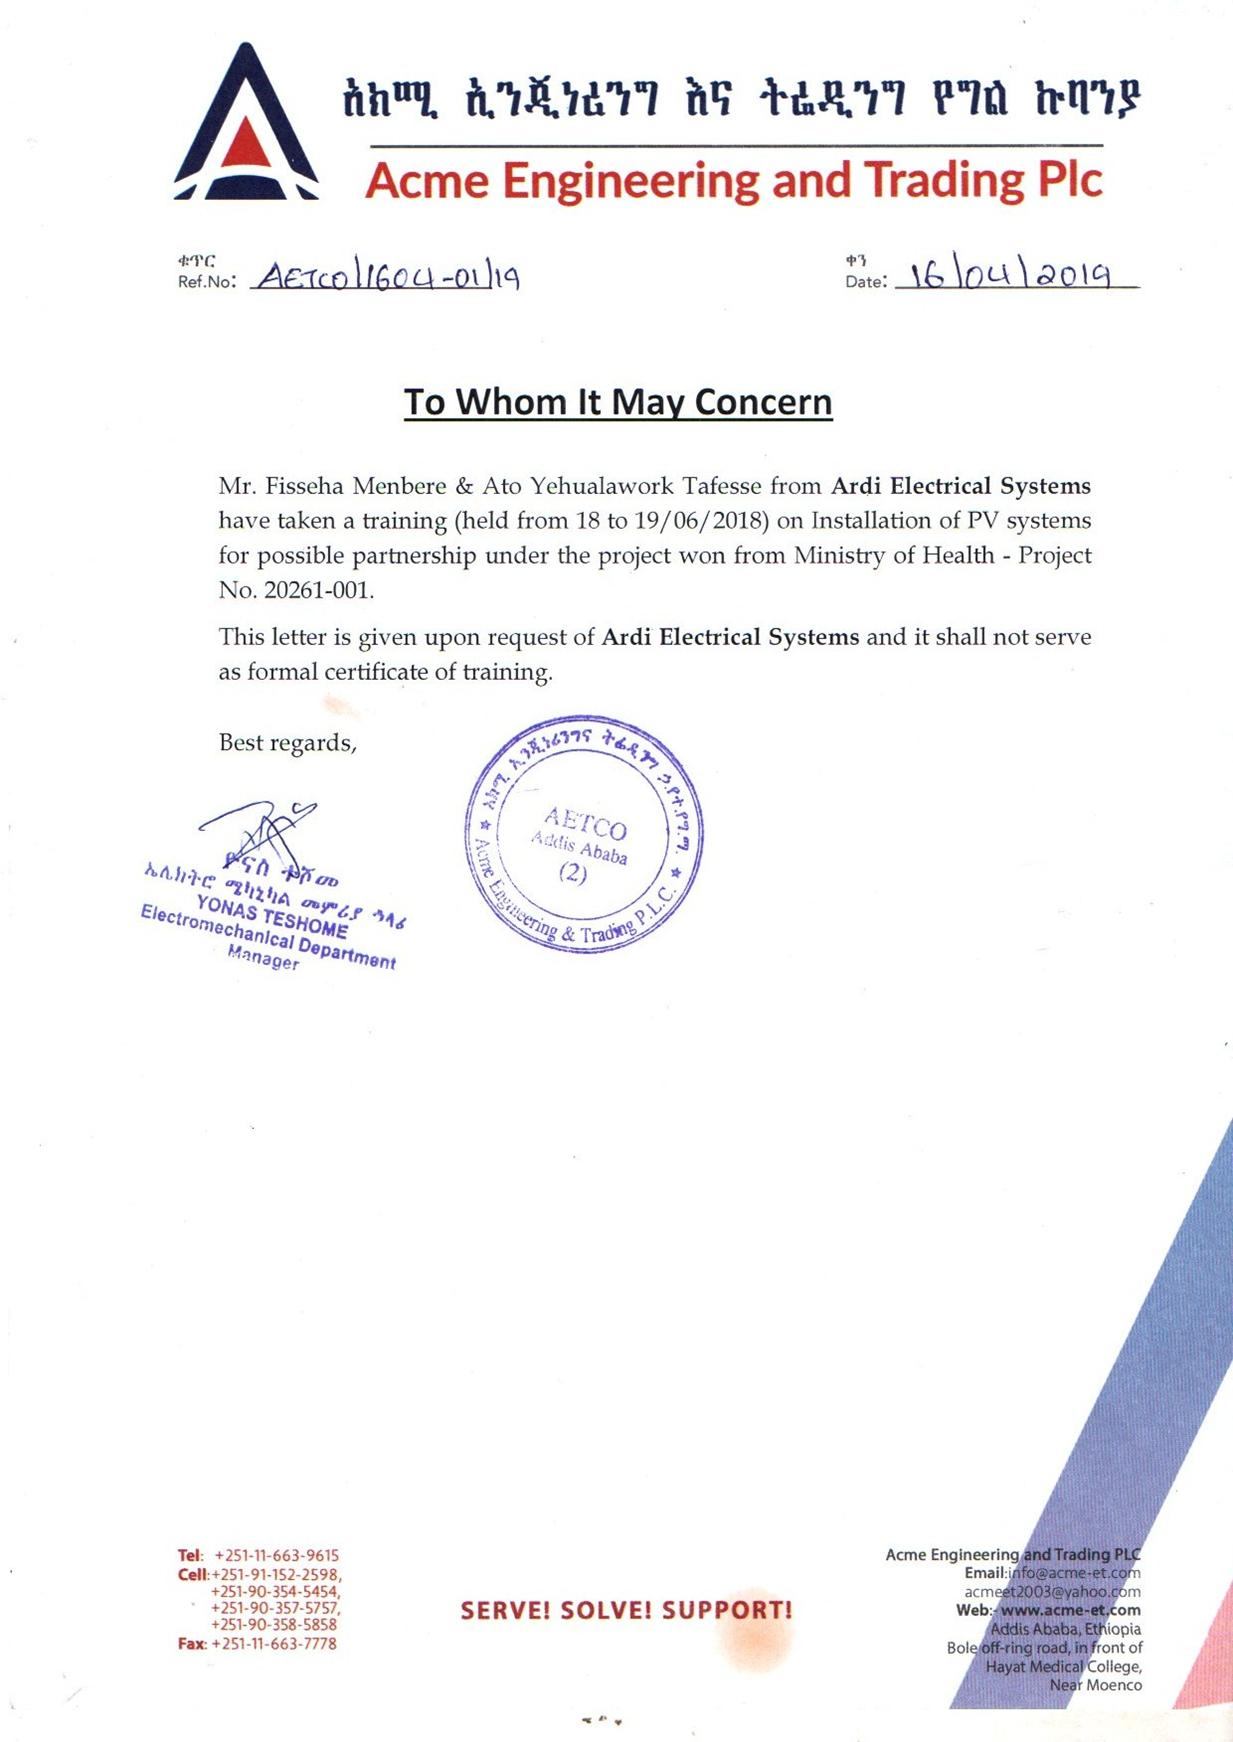 አክሚ ኢንጂነሪንግ እና ትሬዲንግ የግል ኩባንያ
Acme Engineering and Trading Plc
ቁጥር
Ref.No: AETCO/1604-01/19
ቀን
Date: 16/04/2019
To Whom It May Concern
Mr. Fisseha Menbere & Ato Yehualawork Tafesse from Ardi Electrical Systems
have taken a training (held from 18 to 19/06/2018) on Installation of PV systems
for possible partnership under the project won from Ministry of Health - Project
No. 20261-001.
This letter is given upon request of Ardi Electrical Systems and it shall not serve
as formal certificate of training.
Best regards,
ዮናስ ተሾመ
ኤሌክትሮ ሜካኒካል መምሪያ ኃላፊ
YONAS TESHOME
Electromechanical Department
Manager
አክሚ ኢንጂነሪንግና ትሬዲንግ ኃ.የተ.የግ.ማ.
AETCO
Addis Ababa
(2)
Acme Engineering & Trading P.L.C.
Tel: +251-11-663-9615
Cell:+251-91-152-2598,
+251-90-354-5454,
+251-90-357-5757,
+251-90-358-5858
Fax: +251-11-663-7778
SERVE! SOLVE! SUPPORT!
Acme Engineering and Trading PLC
Email:info@acme-et.com
acmeet2003@yahoo.com
Web:- www.acme-et.com
Addis Ababa, Ethiopia
Bole off-ring road, in front of
Hayat Medical College,
Near Moenco